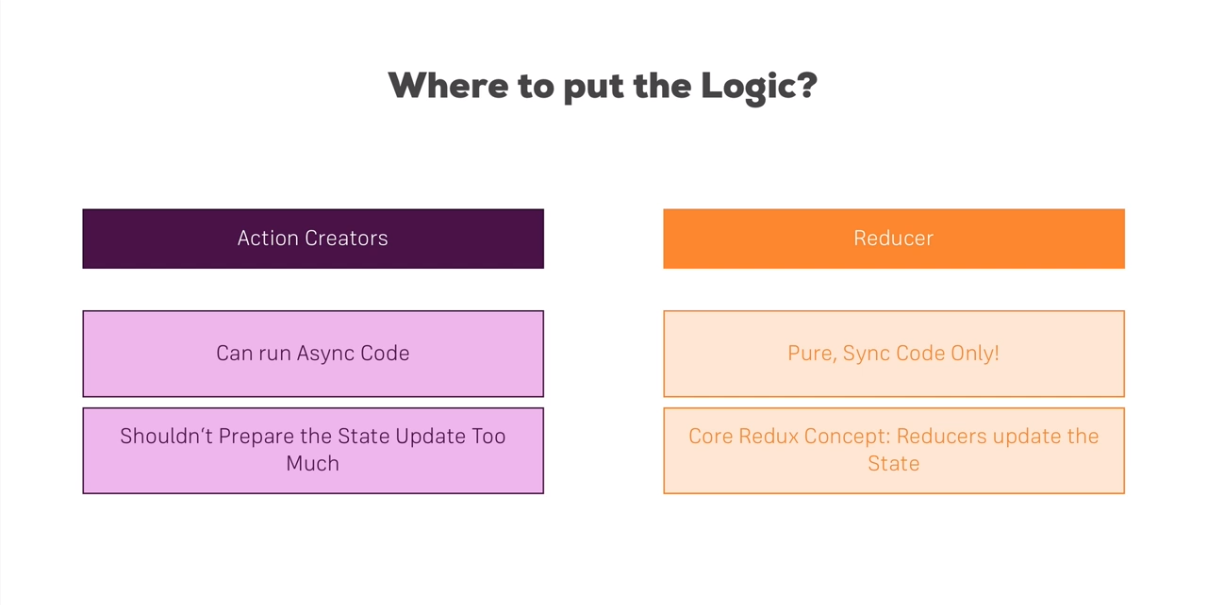 Where to put the Logic?
Action Creators
Reducer
Can run Async Code
Pure, Sync Code Only!
Shouldn‘t Prepare the State Update Too
Much
Core Redux Concept: Reducers update the
State